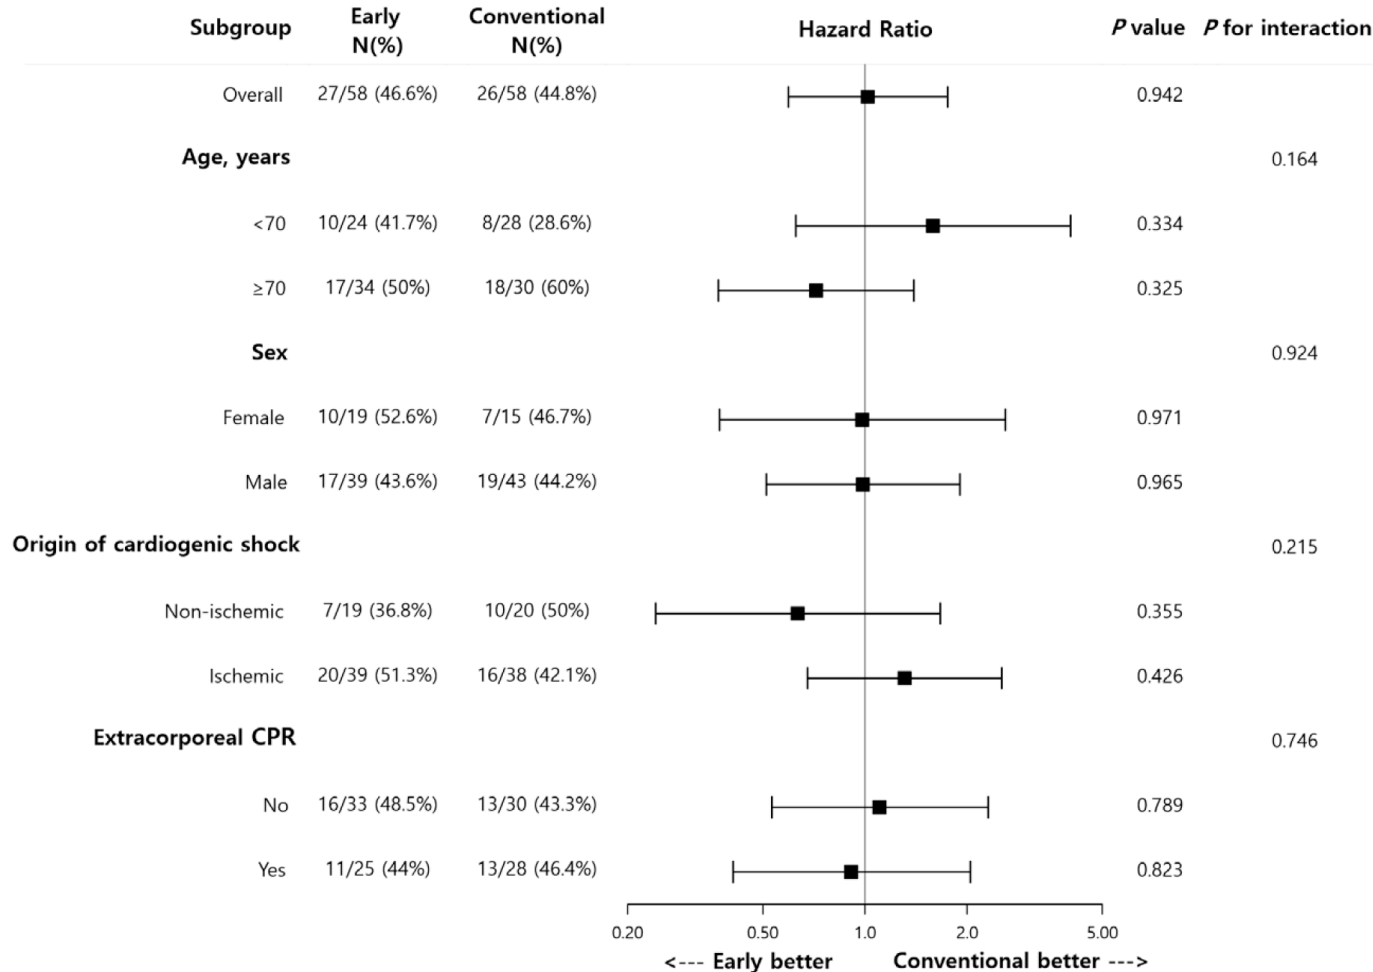 Subgroup Early N(%) Conventional N(%) Hazard Ratio P value P for interaction
Overall 27/58 (46.6%) 26/58 (44.8%) 0.942
Age, years 0.164
<70 10/24 (41.7%) 8/28 (28.6%) 0.334
≥70 17/34 (50%) 18/30 (60%) 0.325
Sex 0.924
Female 10/19 (52.6%) 7/15 (46.7%) 0.971
Male 17/39 (43.6%) 19/43 (44.2%) 0.965
Origin of cardiogenic shock 0.215
Non-ischemic 7/19 (36.8%) 10/20 (50%) 0.355
Ischemic 20/39 (51.3%) 16/38 (42.1%) 0.426
Extracorporeal CPR 0.746
No 16/33 (48.5%) 13/30 (43.3%) 0.789
Yes 11/25 (44%) 13/28 (46.4%) 0.823
0.20 0.50 1.0 2.0 5.00
<--- Early better Conventional better --->